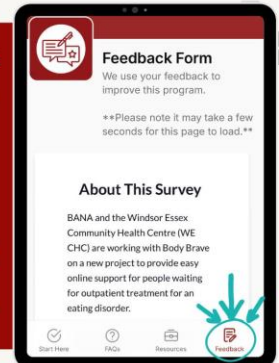 Feedback Form
We use your feedback to
improve this program.
**Please note it may take a few
seconds for this page to load.**
About This Survey
BANA and the Windsor Essex
Community Health Centre (WE
CHC) are working with Body Brave
on a new project to provide easy
online support for people waiting
for outpatient treatment for an
eating disorder.
Start Here FAQs Resources Feedback